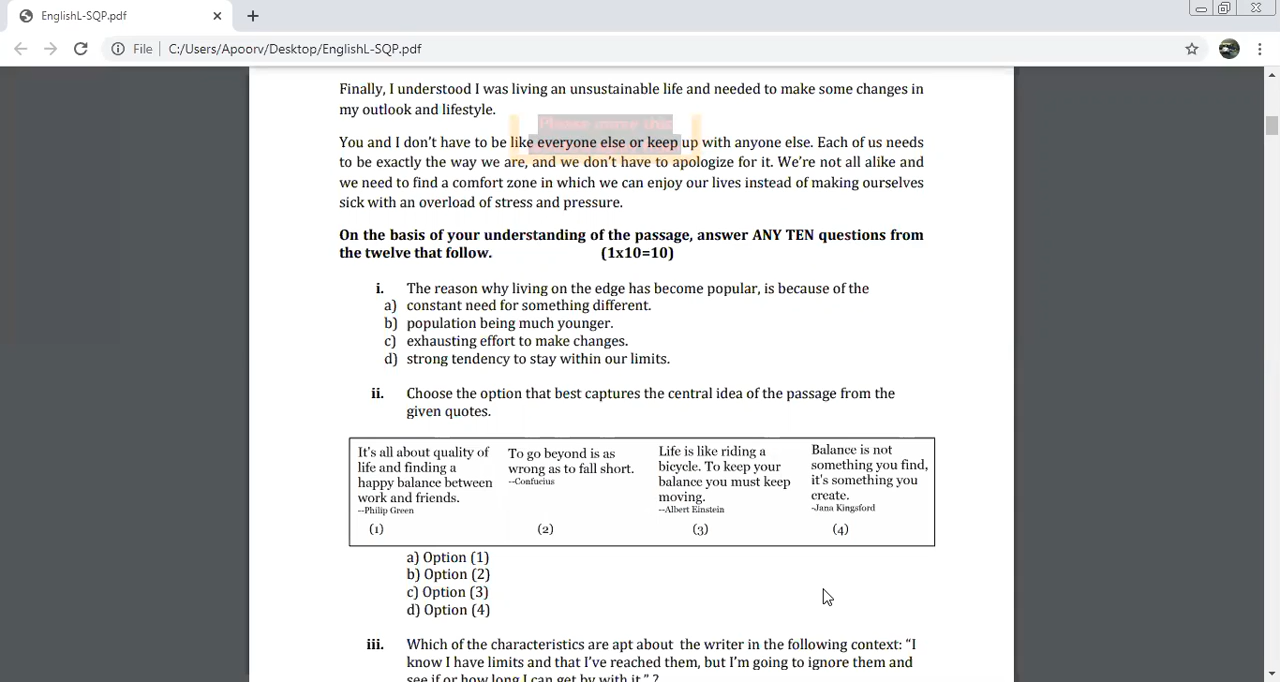 EnglishL-SQP.pdf
File C:/Users/Apoorv/Desktop/EnglishL-SQP.pdf
Finally, I understood I was living an unsustainable life and needed to make some changes in
my outlook and lifestyle.
Please move this
You and I don't have to be like everyone else or keep up with anyone else. Each of us needs
to be exactly the way we are, and we don't have to apologize for it. We're not all alike and
we need to find a comfort zone in which we can enjoy our lives instead of making ourselves
sick with an overload of stress and pressure.
On the basis of your understanding of the passage, answer ANY TEN questions from
the twelve that follow. (1x10=10)
i. The reason why living on the edge has become popular, is because of the
a) constant need for something different.
b) population being much younger.
c) exhausting effort to make changes.
d) strong tendency to stay within our limits.
ii. Choose the option that best captures the central idea of the passage from the
given quotes.
It's all about quality of
life and finding a
happy balance between
work and friends.
--Philip Green
(1)
To go beyond is as
wrong as to fall short.
--Confucius
(2)
Life is like riding a
bicycle. To keep your
balance you must keep
moving.
--Albert Einstein
(3)
Balance is not
something you find,
it's something you
create.
-Jana Kingsford
(4)
a) Option (1)
b) Option (2)
c) Option (3)
d) Option (4)
iii. Which of the characteristics are apt about the writer in the following context: "I
know I have limits and that I've reached them, but I'm going to ignore them and
see if or how long I can get by with it."?